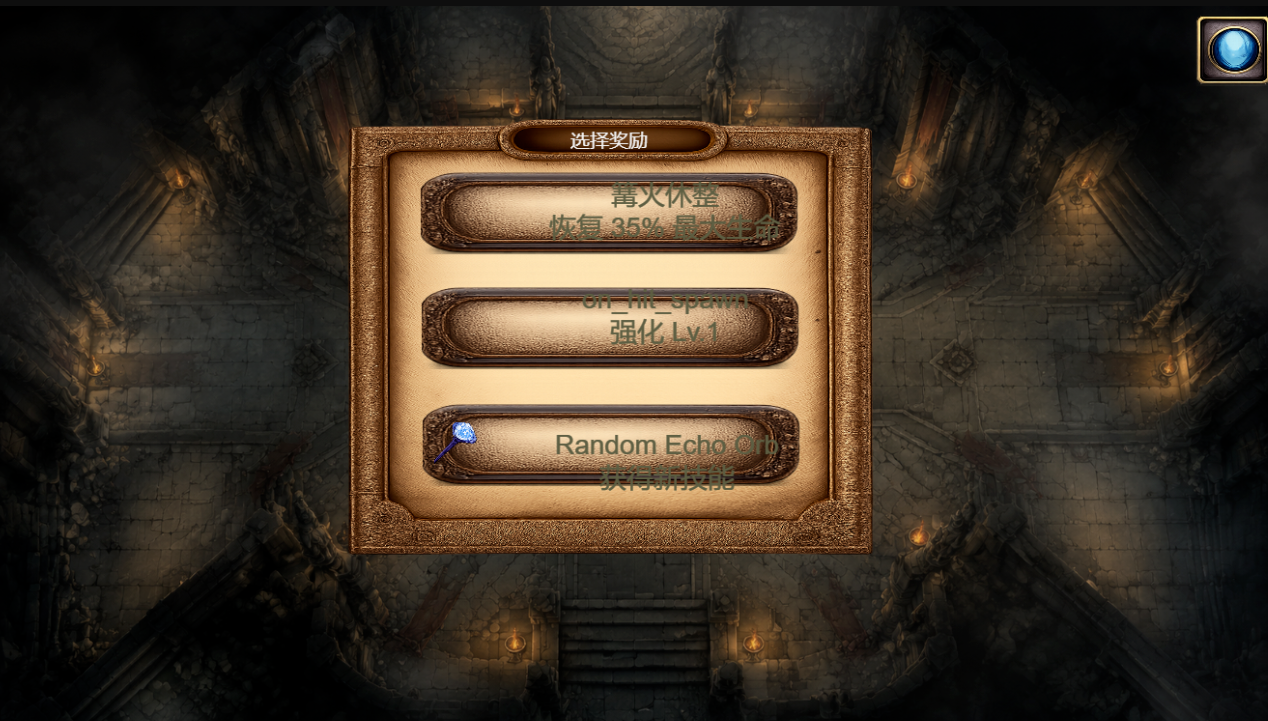 选择奖励
篝火休整
恢复 35% 最大生命
on_hit_spawn
强化 Lv.1
Random Echo Orb
获得新技能